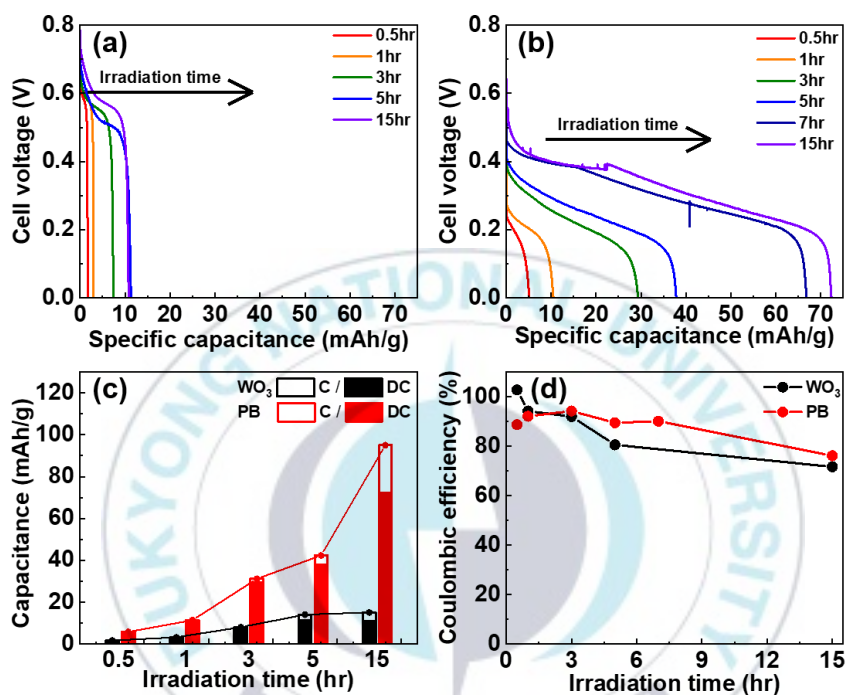 (a)
0.5hr
1hr
3hr
5hr
15hr
Irradiation time
Cell voltage (V)
0.8
0.6
0.4
0.2
0.0
0 10 20 30 40 50 60 70
Specific capacitance (mAh/g)
(b)
0.5hr
1hr
3hr
5hr
7hr
15hr
Irradiation time
Cell voltage (V)
0.8
0.6
0.4
0.2
0.0
0 10 20 30 40 50 60 70
Specific capacitance (mAh/g)
(c)
WO₃ C / DC
PB C / DC
Capacitance (mAh/g)
120
100
80
60
40
20
0
0.5 1 3 5 15
Irradiation time (hr)
(d)
WO₃
PB
Coulombic efficiency (%)
100
80
60
40
20
0
0 3 6 9 12 15
Irradiation time (hr)
PUKYONG NATIONAL UNIVERSITY